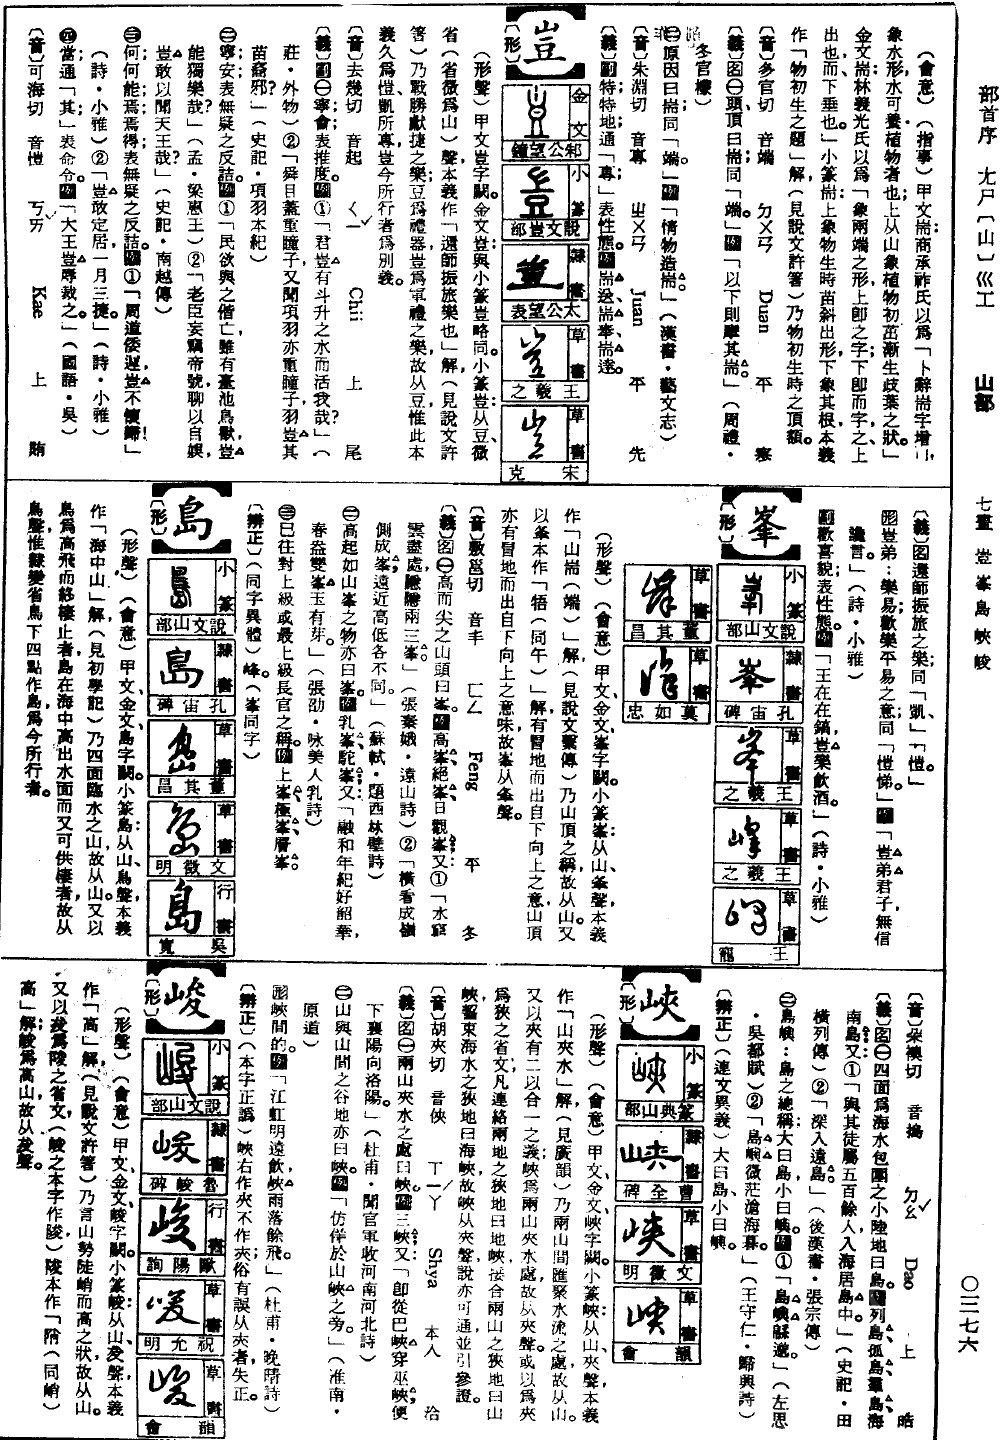 部首序 尢尸屮〔山〕巛工 山部 七畫 豈峯島峽峻 〇二七六
（會意）（指事）甲文耑商承祚氏以爲「卜辭耑字增
象水形，水可養植物者也；上从山象植物初茁漸生歧葉之狀。」
金文耑林義光氏以爲「象兩端之形，上卽之字；下卽而字，之、上
出也；而下垂也。」小篆耑：上象物生時苗斜出形，下象其根，本義
作「物初生之題」解（見說文許箸）乃物初生時之頂額。
〔音〕多官切 音端 ㄉㄨㄢ Duan 平 寒
〔義〕名㊀頭頂曰耑，同「端。」例「以下則摩其耑。」（周禮・
冬官㮚）
㊁原因曰耑，同「端。」例「情物造耑。」（漢書・藝文志）
〔音〕朱淵切 音專 ㄓㄨㄢ Juan 平 先
〔義〕副特；特地；通「專」；表性態。例耑送，耑奉，耑達。
豈
〔形〕
金文 邾公望鐘
小篆 說文豈部
隸書 太公望表
草書 王羲之
草書 宋克
（形聲）甲文豈字闕。金文豈與小篆豈略同。小篆豈：从豆，微
省（省微爲山）聲，本義作「還師振旅樂也」解，（見說文許
箸）乃戰勝獻捷之樂，豆爲禮器，豈爲軍禮之樂，故从豆。惟此本
義久爲愷凱所專，豈今所行者爲別義。
〔音〕去幾切 音起 ㄑㄧˇ Chii 上 尾
〔義〕副㊀寧；會；表推度。例①「君豈有斗升之水而活我哉？」（
莊・外物）②「舜目蓋重瞳子，又聞項羽亦重瞳子，羽豈其
苗裔邪？」（史記・項羽本紀）
㊁寧；安；表無疑之反詰。例①「民欲與之偕亡，雖有臺池鳥獸，豈
能獨樂哉？」（孟・梁惠王）②「老臣妄竊帝號，聊以自娛，
豈敢以聞天王哉？」（史記・南越傳）
㊂何；何能；焉；焉得；表無疑之反詰。例①「周道倭遲，豈不懷歸！」
（詩・小雅）②「豈敢定居，一月三捷。」（詩・小雅）
㊃當；通「其」；表命令。例「大王豈辱裁之。」（國語・吳）
〔音〕可海切 音愷 ㄎㄞˇ Kae 上 賄
〔義〕名還師振旅之樂，同「凱」、「愷。」
形豈弟：樂易，歡樂平易之意，同「愷悌。」例「豈弟君子，無信
讒言。」（詩・小雅）
副歡喜貌；表性態。例「王在在鎬，豈樂飲酒。」（詩・小雅）
峯
〔形〕
小篆 說文山部
隸書 孔宙碑
草書 王羲之
草書 王羲之
草書 王寵
草書 董其昌
草書 莫如忠
（形聲）（會意）甲文、金文峯字闕。小篆峯：从山，夆聲，本義
作「山耑（端）」解（見說文繫傳）乃山頂之稱，故从山。又
以夆本作「牾（同午）」解，有冒地而出自下向上之意，山頂
亦有冒地而出自下向上之意味，故峯从夆聲。
〔音〕敷邕切 音丰 ㄈㄥ Feng 平 冬
〔義〕名㊀高而尖之山頭曰峯。例高峯、絕峯、日觀峯；又：①「水窮
雲盡處，隱隱兩三峯。」（張秦娥・遠山詩）②「橫看成嶺
側成峯，遠近高低各不同。」（蘇軾・題西林壁詩）
㊁高起如山峯之物亦曰峯。例乳峯，駝峯；又：「融和年紀好韶華，
春盎雙峯玉有芽。」（張劭・咏美人乳詩）
㊂曰往對上級或最上級長官之稱。例上峯、極峯、層峯。
〔辨正〕（同字異體）峰。（峯同字）
島
〔形〕
小篆 說文山部
隸書 孔宙碑
草書 董其昌
草書 文徵明
行書 吳寬
（形聲）（會意）甲文、金文島字闕。小篆島：从山，鳥聲，本義
作「海中山」解，（見初學記）乃四面臨水之山，故从山。又以
鳥爲高飛而終棲止者，島在海中高出水面而又可供棲者，故从
鳥聲。惟隸變省鳥下四點作島，爲今所行者。
〔音〕朵襖切 音搗 ㄉㄠˇ Dao 上 皓
〔義〕名㊀四面爲海水包圍之小陸地曰島。例列島、孤島、羣島、海
南島；又：①「與其徒屬五百餘人入海居島中。」（史記・田
橫列傳）②「深入遠島。」（後漢書・張宗傳）
㊁島嶼：島之總稱，大曰島，小曰嶼。例①「島嶼緜邈。」（左思
・吳都賦）②「島嶼微茫滄海暮。」（王守仁・歸興詩）
〔辨正〕（連文異義）大曰島，小曰嶼。
峽
〔形〕
小篆 篆典山部
隸書 曹全碑
草書 文徵明
草書 韻會
（形聲）（會意）甲文、金文峽字闕。小篆峽：从山，夾聲，本義
作「山夾水」解，（見廣韻）乃兩山間匯聚水流之處，故从山。
又以夾有二以合一之義，峽爲兩山夾水處，故从夾聲。或以爲夾
爲狹之省文，凡連絡兩地之狹地曰地峽，接合兩山之狹地曰山
峽，緊束海水之狹地曰海峽，故峽从夾聲，說亦可通，並引參證。
〔音〕胡夾切 音俠 ㄒㄧㄚˊ Shya 本入 洽
〔義〕名㊀兩山夾水之處曰峽。例三峽；又：「卽從巴峽穿巫峽，便
下襄陽向洛陽。」（杜甫・聞官軍收河南河北詩）
㊁山與山間之谷地亦曰峽。例「仿佯於山峽之旁。」（淮南・
原道）
形峽間的。例「江虹明遠飲，峽雨落餘飛。」（杜甫・晚晴詩）
〔辨正〕（本字正譌）峽右作夾，不作夹；俗有誤从夹者，失正。
峻
〔形〕
小篆 說文山部
隸書 魯峻碑
行書 歐陽詢
草書 祝允明
草書 韻會
（形聲）（會意）甲文、金文峻字闕。小篆峻：从山，夋聲，本義
作「高」解，（見說文許箸）乃言山勢陡峭而高之狀，故从山
，又以夋爲陵之省文，（峻之本字作陖）陵本作「陗（同峭）
高」解，峻爲高山，故从夋聲。